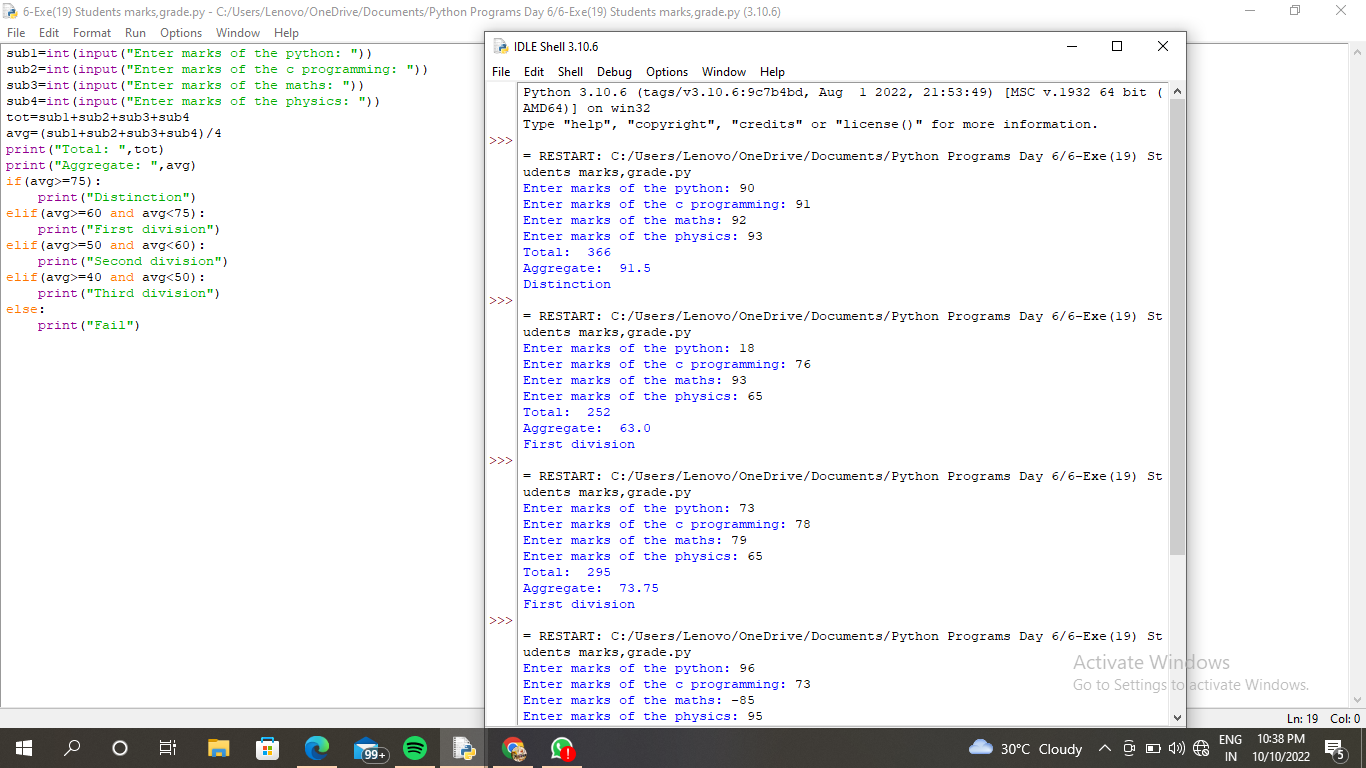 6-Exe(19) Students marks,grade.py - C:/Users/Lenovo/OneDrive/Documents/Python Programs Day 6/6-Exe(19) Students marks,grade.py (3.10.6)
File Edit Format Run Options Window Help
sub1=int(input("Enter marks of the python: "))
sub2=int(input("Enter marks of the c programming: "))
sub3=int(input("Enter marks of the maths: "))
sub4=int(input("Enter marks of the physics: "))
tot=sub1+sub2+sub3+sub4
avg=(sub1+sub2+sub3+sub4)/4
print("Total: ",tot)
print("Aggregate: ",avg)
if(avg>=75):
    print("Distinction")
elif(avg>=60 and avg<75):
    print("First division")
elif(avg>=50 and avg<60):
    print("Second division")
elif(avg>=40 and avg<50):
    print("Third division")
else:
    print("Fail")
IDLE Shell 3.10.6
File Edit Shell Debug Options Window Help
Python 3.10.6 (tags/v3.10.6:9c7b4bd, Aug  1 2022, 21:53:49) [MSC v.1932 64 bit (
AMD64)] on win32
Type "help", "copyright", "credits" or "license()" for more information.
>>>
= RESTART: C:/Users/Lenovo/OneDrive/Documents/Python Programs Day 6/6-Exe(19) St
udents marks,grade.py
Enter marks of the python: 90
Enter marks of the c programming: 91
Enter marks of the maths: 92
Enter marks of the physics: 93
Total:  366
Aggregate:  91.5
Distinction
>>>
= RESTART: C:/Users/Lenovo/OneDrive/Documents/Python Programs Day 6/6-Exe(19) St
udents marks,grade.py
Enter marks of the python: 18
Enter marks of the c programming: 76
Enter marks of the maths: 93
Enter marks of the physics: 65
Total:  252
Aggregate:  63.0
First division
>>>
= RESTART: C:/Users/Lenovo/OneDrive/Documents/Python Programs Day 6/6-Exe(19) St
udents marks,grade.py
Enter marks of the python: 73
Enter marks of the c programming: 78
Enter marks of the maths: 79
Enter marks of the physics: 65
Total:  295
Aggregate:  73.75
First division
>>>
= RESTART: C:/Users/Lenovo/OneDrive/Documents/Python Programs Day 6/6-Exe(19) St
udents marks,grade.py
Enter marks of the python: 96
Enter marks of the c programming: 73
Enter marks of the maths: -85
Enter marks of the physics: 95
Activate Windows
Go to Settings to activate Windows.
Ln: 19 Col: 0
99+
30°C Cloudy
ENG
IN
10:38 PM
10/10/2022
5